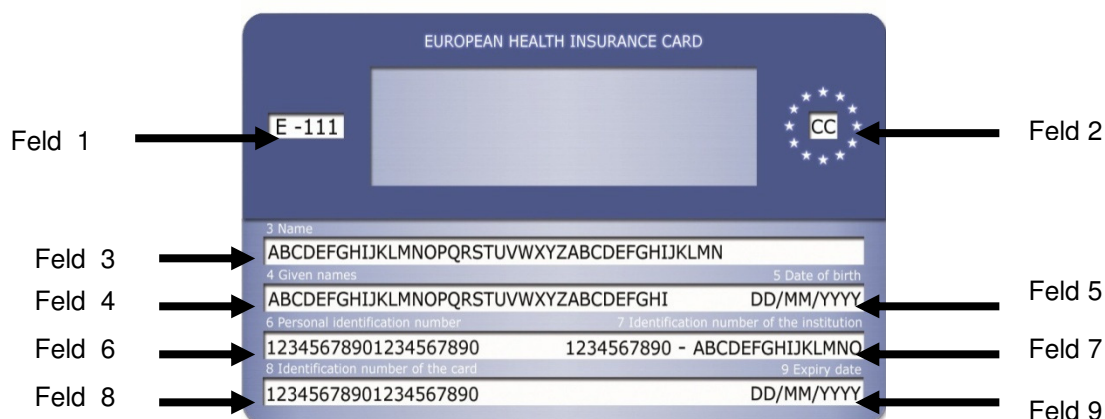 EUROPEAN HEALTH INSURANCE CARD
Feld 1 E -111 CC Feld 2
3 Name
Feld 3 ABCDEFGHIJKLMNOPQRSTUVWXYZABCDEFGHIJKLMN
4 Given names 5 Date of birth
Feld 4 ABCDEFGHIJKLMNOPQRSTUVWXYZABCDEFGHI DD/MM/YYYY Feld 5
6 Personal identification number 7 Identification number of the institution
Feld 6 12345678901234567890 1234567890 - ABCDEFGHIJKLMNO Feld 7
8 Identification number of the card 9 Expiry date
Feld 8 12345678901234567890 DD/MM/YYYY Feld 9